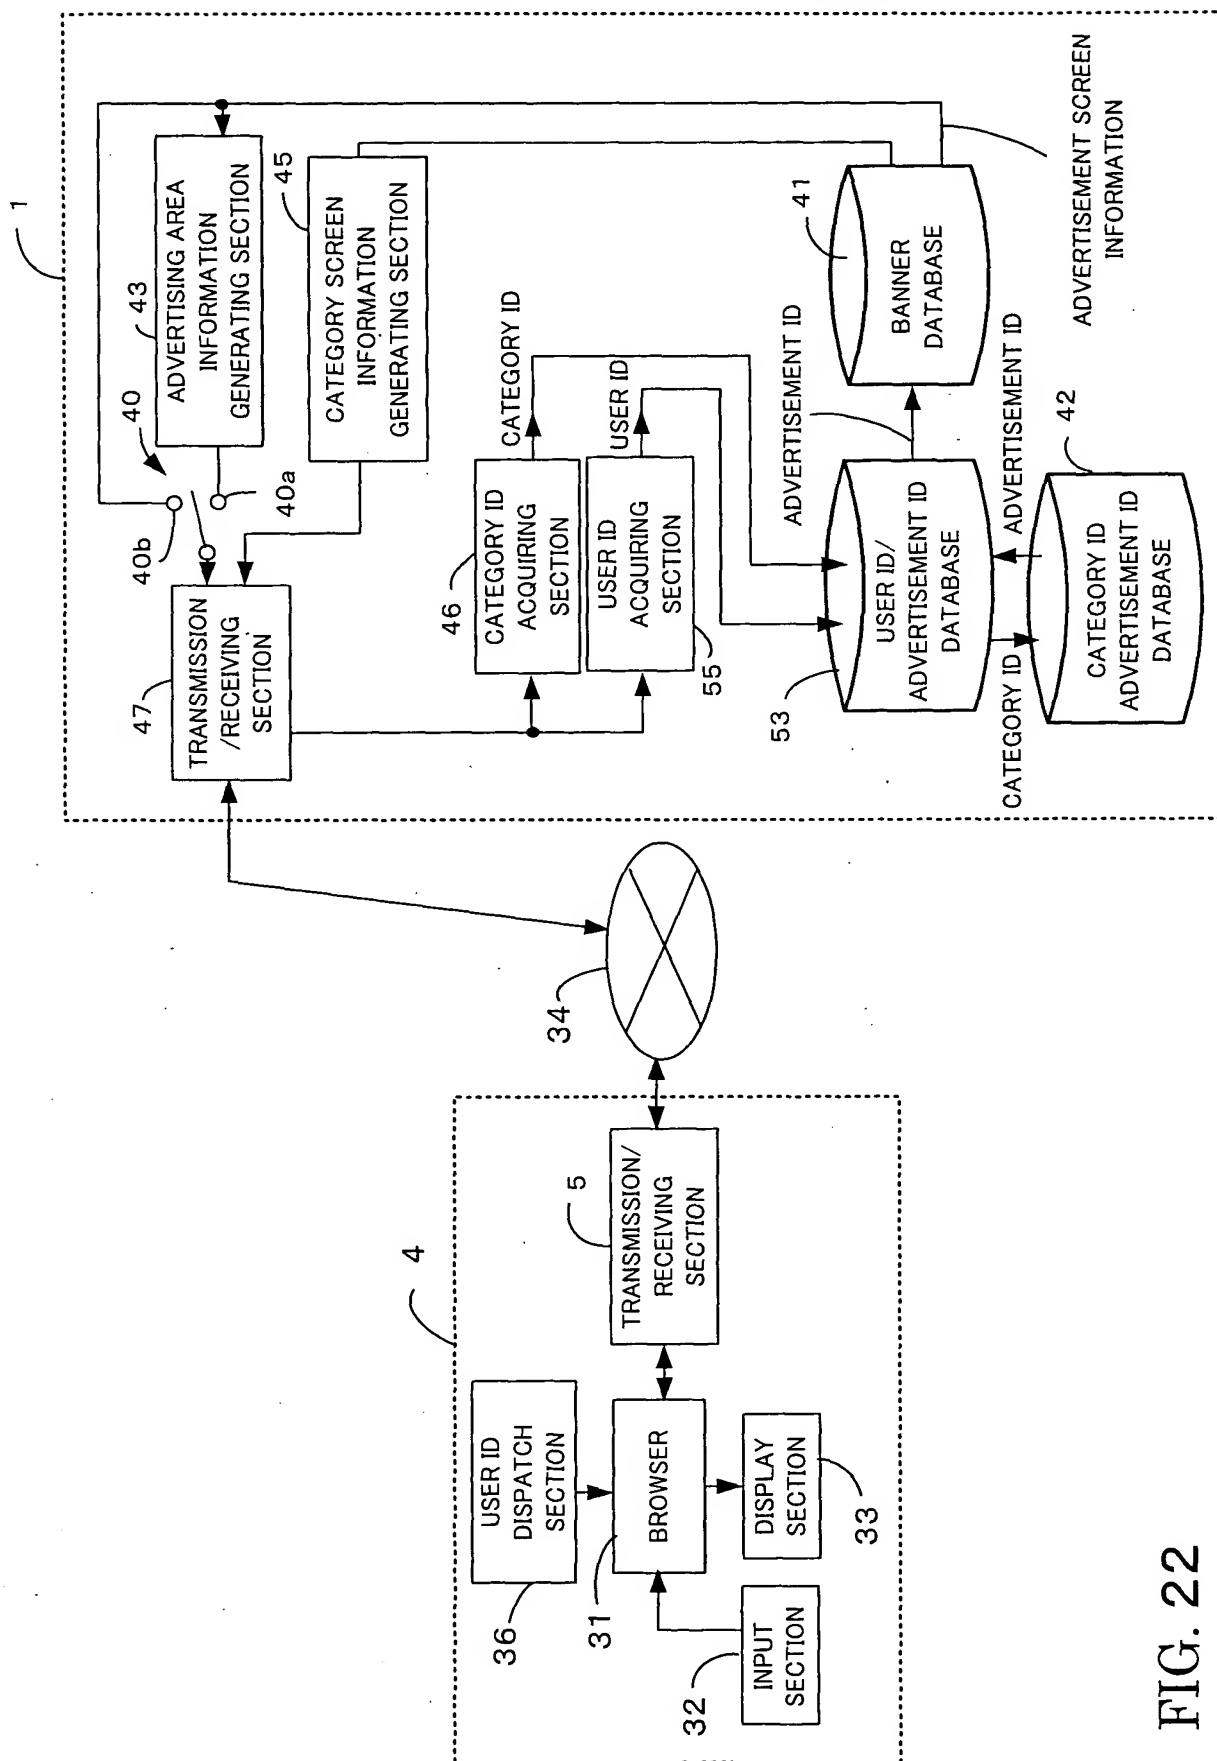 1
43
ADVERTISING AREA
INFORMATION
GENERATING SECTION
40
40b
40a
45
CATEGORY SCREEN
INFORMATION
GENERATING SECTION
47
TRANSMISSION
/RECEIVING
SECTION
46
CATEGORY ID
ACQUIRING
SECTION
CATEGORY ID
USER ID
ACQUIRING
SECTION
55
USER ID
ADVERTISEMENT ID
41
BANNER
DATABASE
53
USER ID/
ADVERTISEMENT ID
DATABASE
CATEGORY ID
ADVERTISEMENT ID
42
CATEGORY ID
ADVERTISEMENT ID
DATABASE
ADVERTISEMENT SCREEN
INFORMATION
34
4
5
TRANSMISSION/
RECEIVING
SECTION
36
USER ID
DISPATCH
SECTION
31
BROWSER
32
INPUT
SECTION
33
DISPLAY
SECTION
FIG. 22